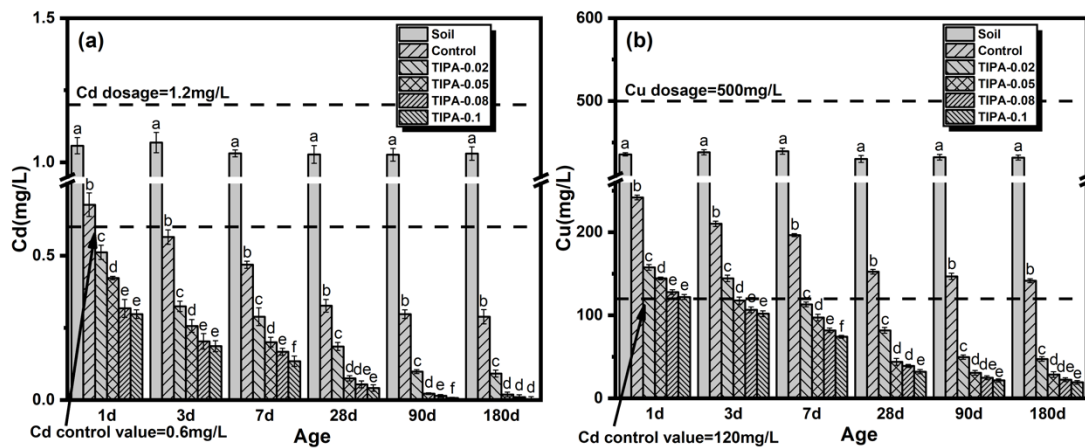 (a)
Soil
Control
TIPA-0.02
TIPA-0.05
TIPA-0.08
TIPA-0.1
Cd dosage=1.2mg/L
1.5
1.0
0.5
0.0
Cd(mg/L)
a a a a a a
b c d e e
b c d e e
b c d e f
b c d de e
b c d e f
b c d d d
1d 3d 7d 28d 90d 180d
Age
Cd control value=0.6mg/L
(b)
Soil
Control
TIPA-0.02
TIPA-0.05
TIPA-0.08
TIPA-0.1
Cu dosage=500mg/L
600
500
200
100
0
Cu(mg/L)
a a a a a a
b c d e e
b c d e e
b c d e f
b c d d e
b c d de e
b c d de e
1d 3d 7d 28d 90d 180d
Age
Cd control value=120mg/L